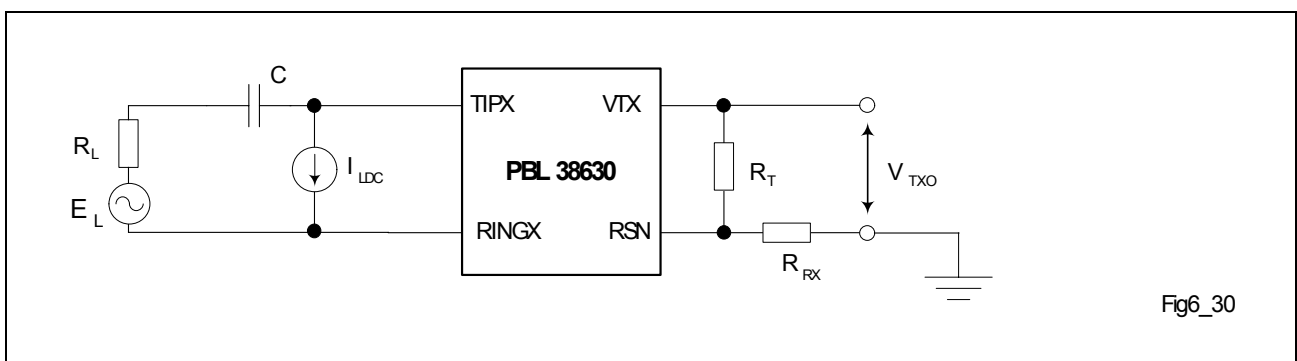 C
TIPX
VTX
R_L
I_LDC
PBL 38630
R_T
V_TXO
E_L
RINGX
RSN
R_RX
Fig6_30